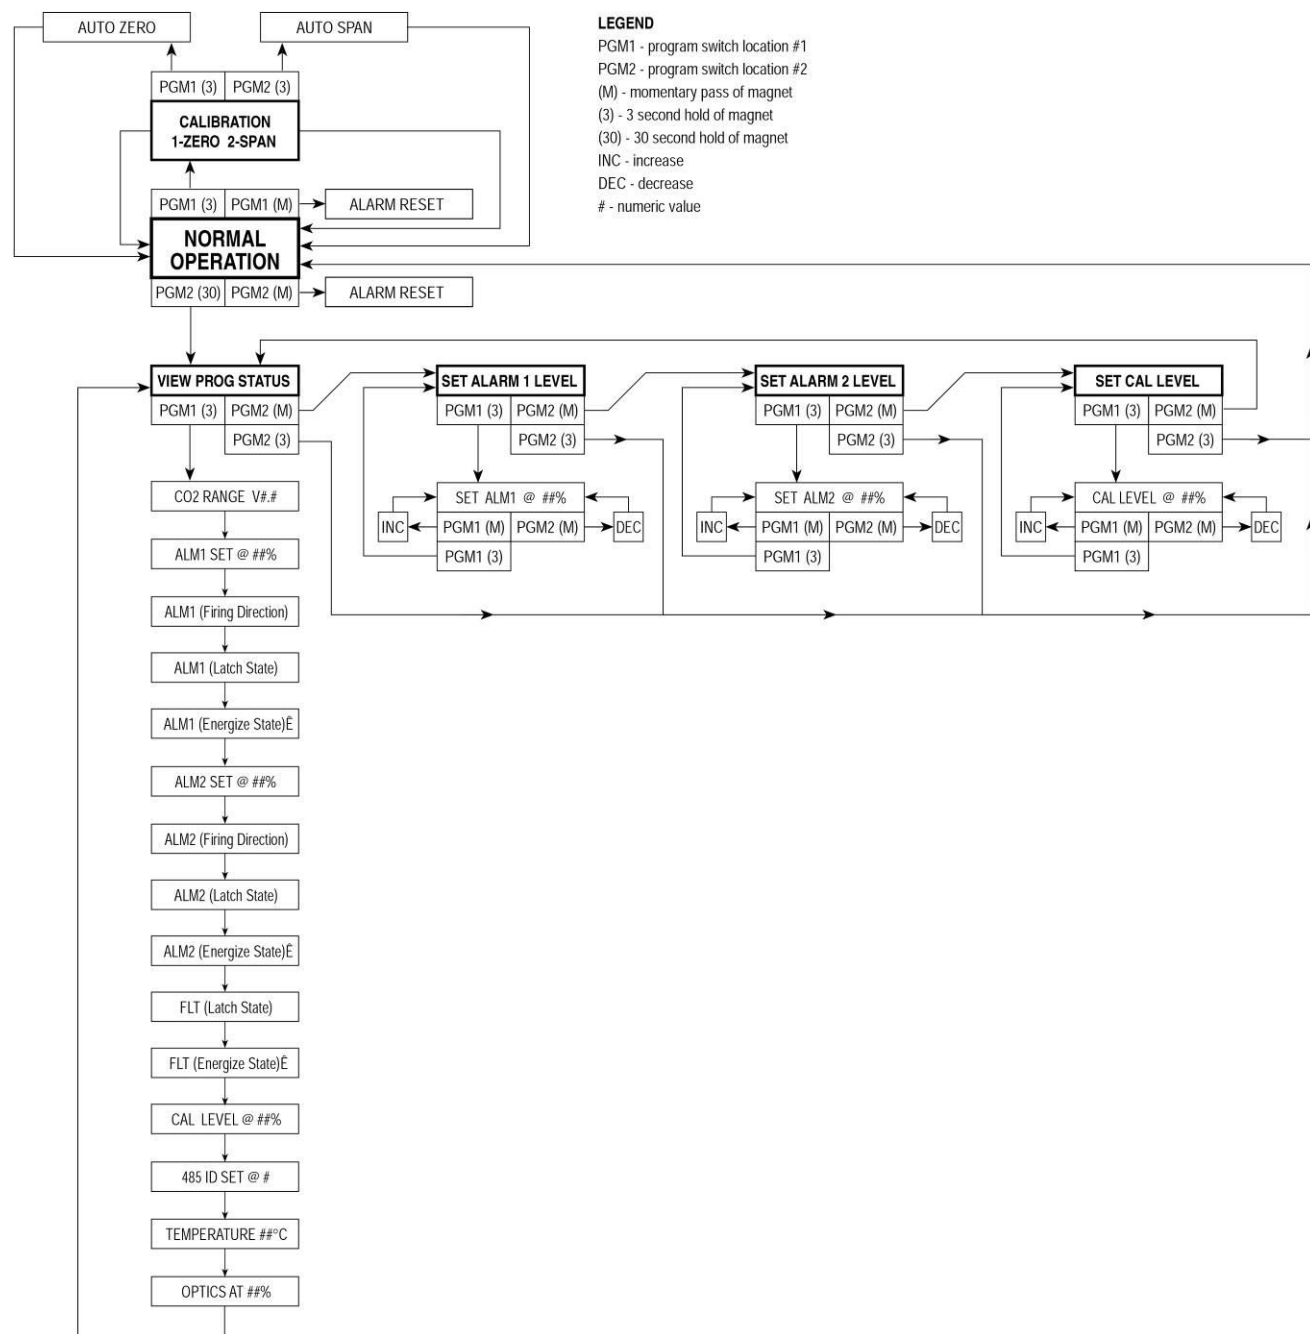 AUTO ZERO
AUTO SPAN
LEGEND
PGM1 - program switch location #1
PGM2 - program switch location #2
(M) - momentary pass of magnet
(3) - 3 second hold of magnet
(30) - 30 second hold of magnet
INC - increase
DEC - decrease
# - numeric value
PGM1 (3) PGM2 (3)
CALIBRATION
1-ZERO 2-SPAN
PGM1 (3) PGM1 (M) ALARM RESET
NORMAL
OPERATION
PGM2 (30) PGM2 (M) ALARM RESET
VIEW PROG STATUS
PGM1 (3) PGM2 (M)
PGM2 (3)
SET ALARM 1 LEVEL
PGM1 (3) PGM2 (M)
PGM2 (3)
SET ALM1 @ ##%
INC PGM1 (M) PGM2 (M) DEC
PGM1 (3)
SET ALARM 2 LEVEL
PGM1 (3) PGM2 (M)
PGM2 (3)
SET ALM2 @ ##%
INC PGM1 (M) PGM2 (M) DEC
PGM1 (3)
SET CAL LEVEL
PGM1 (3) PGM2 (M)
PGM2 (3)
CAL LEVEL @ ##%
INC PGM1 (M) PGM2 (M) DEC
PGM1 (3)
CO2 RANGE V#.#
ALM1 SET @ ##%
ALM1 (Firing Direction)
ALM1 (Latch State)
ALM1 (Energize State)Ê
ALM2 SET @ ##%
ALM2 (Firing Direction)
ALM2 (Latch State)
ALM2 (Energize State)Ê
FLT (Latch State)
FLT (Energize State)Ê
CAL LEVEL @ ##%
485 ID SET @ #
TEMPERATURE ##°C
OPTICS AT ##%